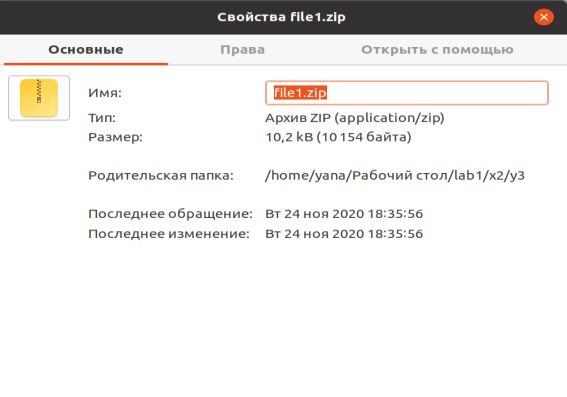 Свойства file1.zip
Основные Права Открыть с помощью
Имя: file1.zip
Тип: Архив ZIP (application/zip)
Размер: 10,2 kB (10 154 байта)
Родительская папка: /home/yana/Рабочий стол/lab1/x2/y3
Последнее обращение: Вт 24 ноя 2020 18:35:56
Последнее изменение: Вт 24 ноя 2020 18:35:56